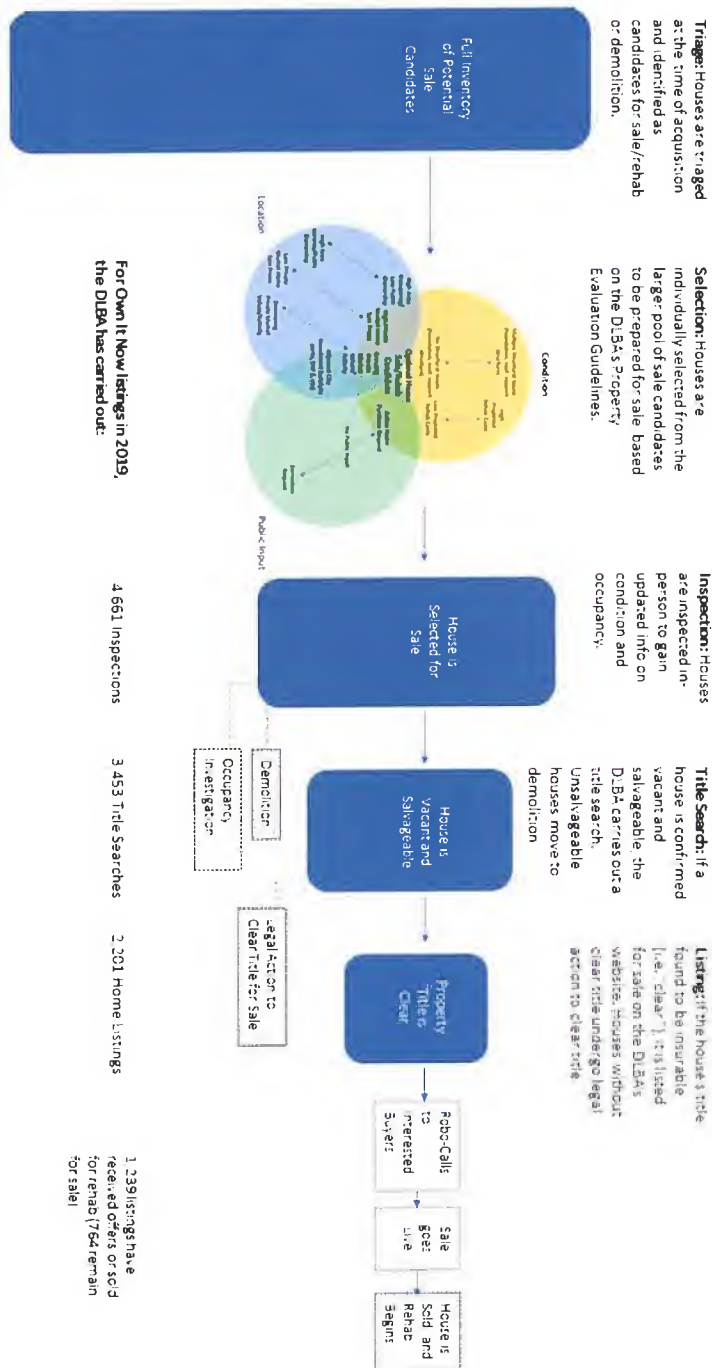 Triage: Houses are triaged
at the time of acquisition
and identified as
candidates for sale/rehab
or demolition.
Selection: Houses are
individually selected from the
larger pool of sale candidates
to be prepared for sale based
on the DLBA's Property
Evaluation Guidelines.
Inspection: Houses
are inspected in-
person to gain
updated info on
condition and
occupancy.
Title Search: If a
house is confirmed
vacant and
salvageable, the
DLBA carries out a
title search.
Unsalvageable
houses move to
demolition
Listing: If the house's title
found to be insurable
(i.e. "clear"), it is listed
for sale on the DLBA's
website. Houses without
clear title undergo legal
action to clear title.
Full Inventory
of Potential
Sale
Candidates
Condition
Location
Public Input
No Public Input
House is
Selected for
Sale
Demolition
Occupancy
Investigation
House is
Vacant and
Salvageable
Legal Action to
Clear Title for Sale
Property
Title is
Clear
Robo-Calls
to
Interested
Buyers
Sale
goes
Live
House is
Sold and
Rehab
Begins
For Own It Now listings in 2019,
the DLBA has carried out:
4,661 Inspections
3,453 Title Searches
2,201 Home Listings
1,239 listings have
received offers or sold
for rehab (764 remain
for sale)